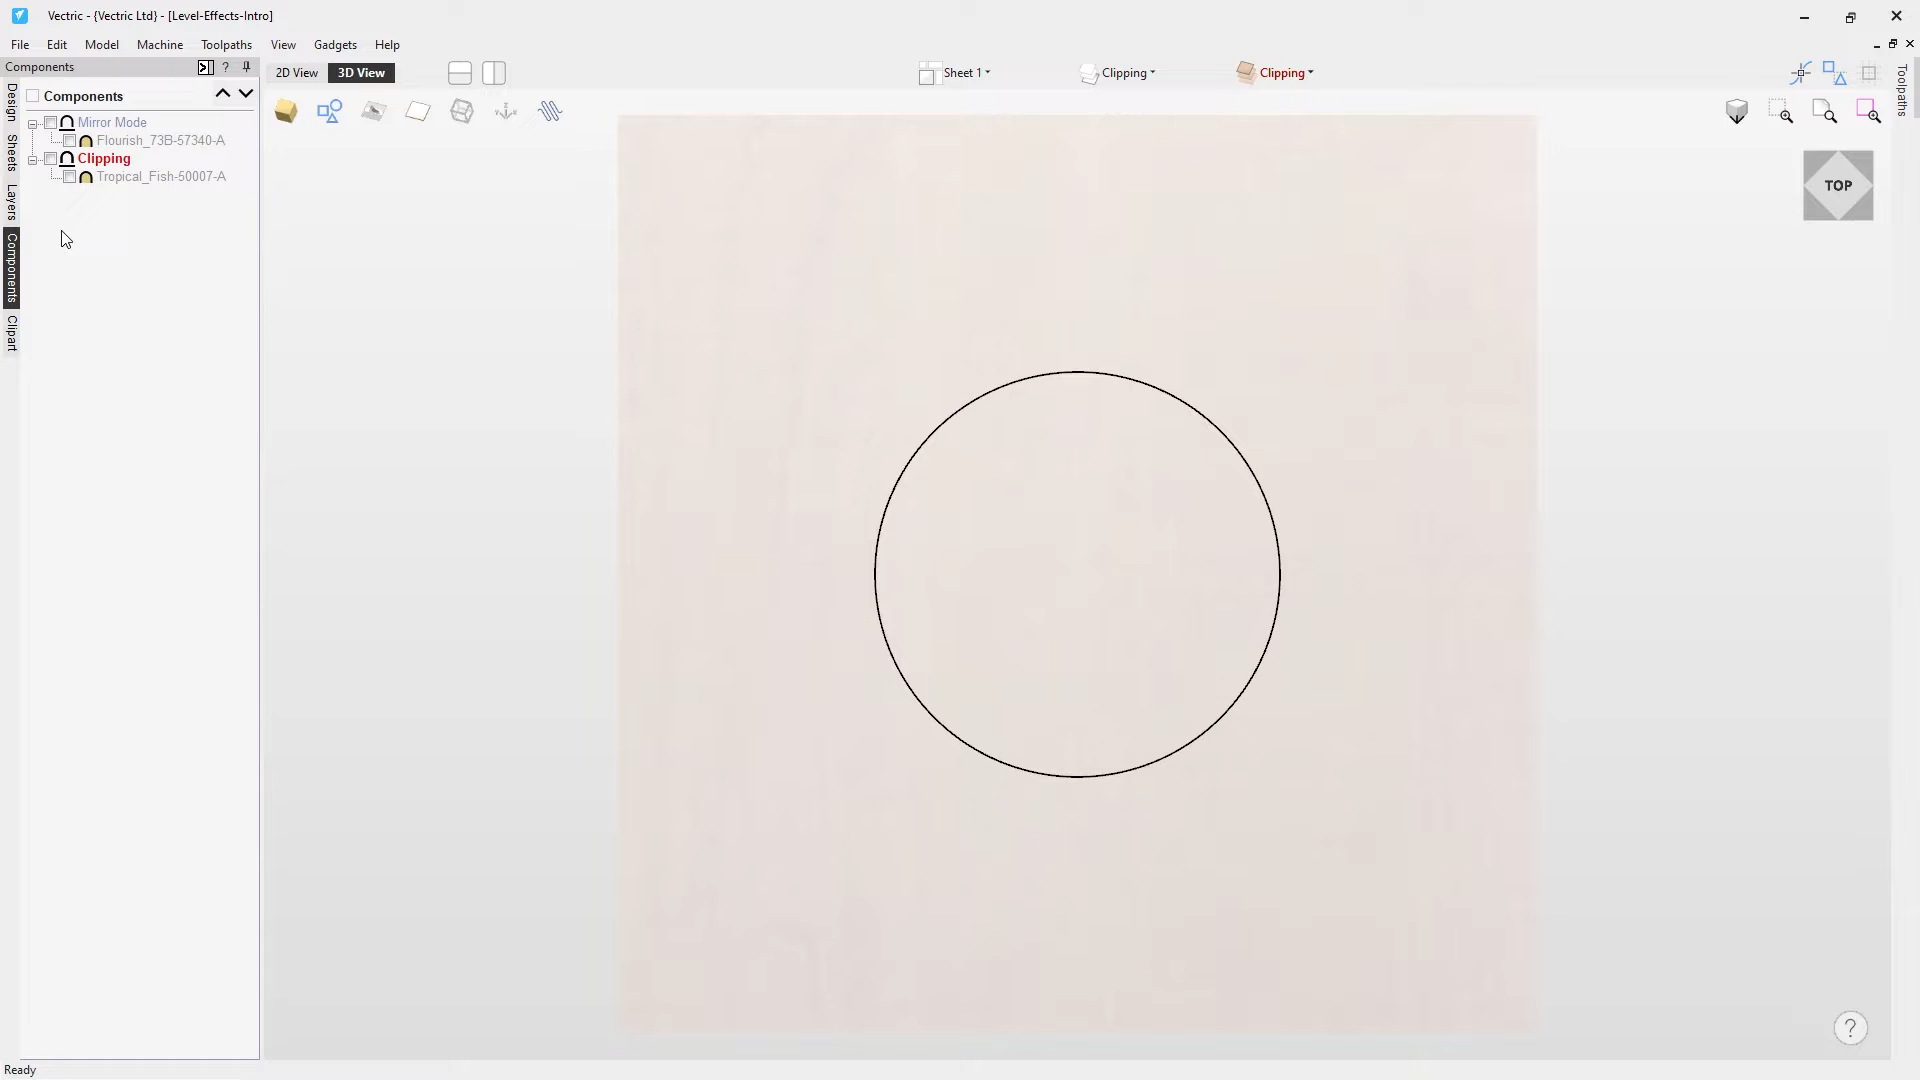 Vectric - {Vectric Ltd} - [Level-Effects-Intro]
File Edit Model Machine Toolpaths View Gadgets Help
Components ?
2D View 3D View Sheet 1 Clipping Clipping
Components
Mirror Mode
Flourish_73B-57340-A
Clipping
Tropical_Fish-50007-A
Design
Sheets
Layers
Components
Clipart
Toolpaths
TOP
?
Ready